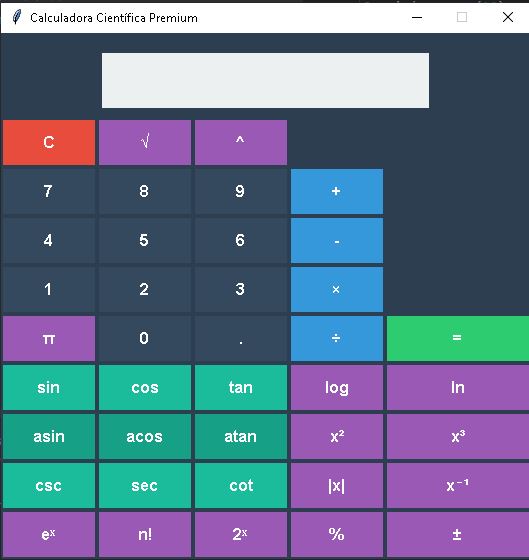 Calculadora Científica Premium
C √ ^
7 8 9 +
4 5 6 -
1 2 3 ×
π 0 . ÷ =
sin cos tan log ln
asin acos atan x² x³
csc sec cot |x| x⁻¹
eˣ n! 2ˣ % ±